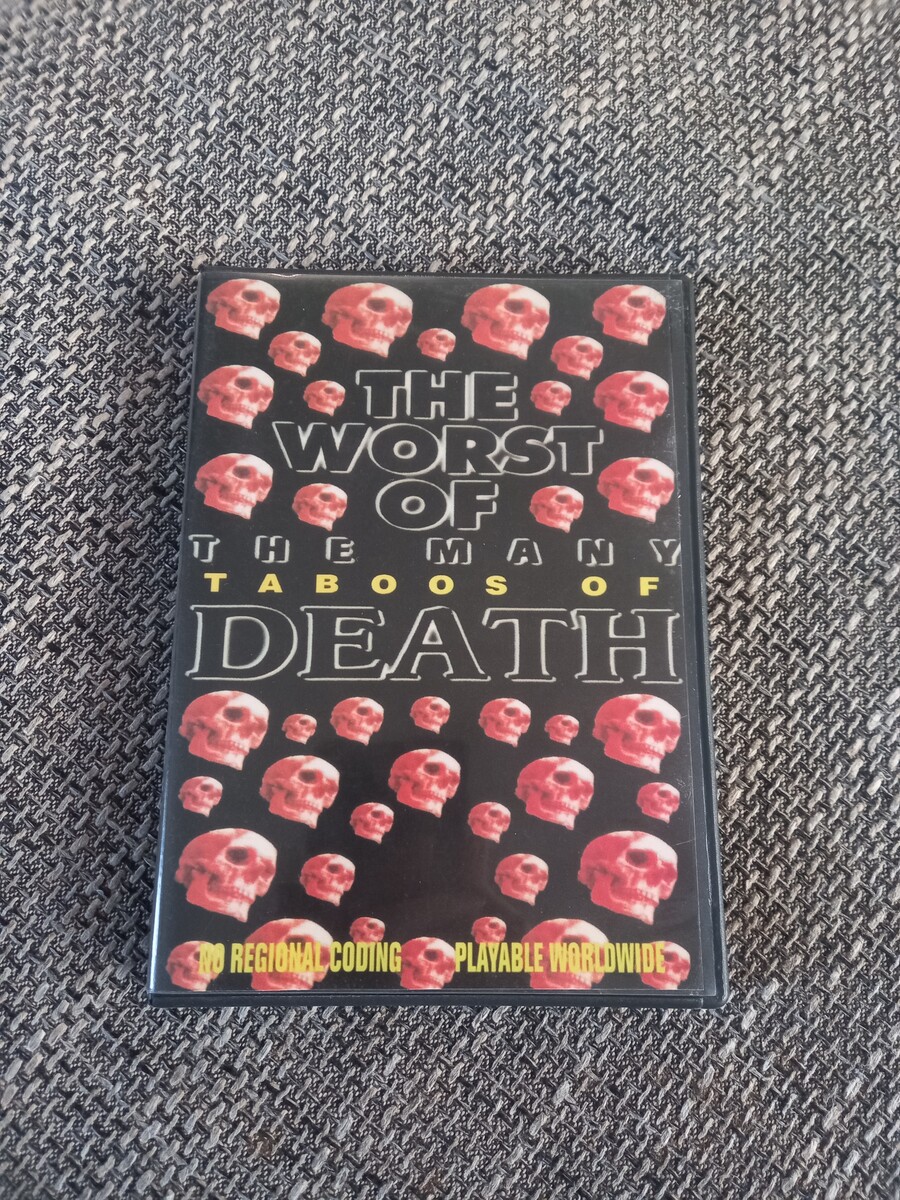 THE
WORST
OF
THE MANY
TABOOS OF
DEATH
NO REGIONAL CODING PLAYABLE WORLDWIDE